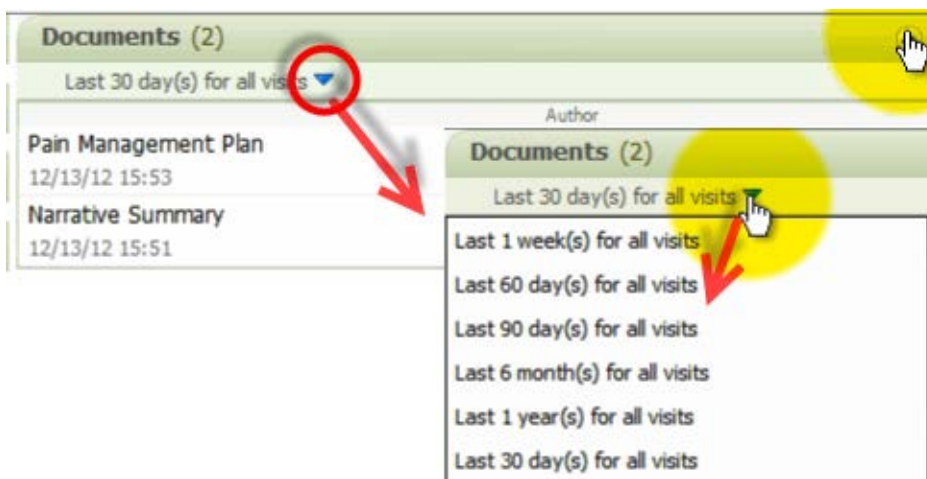 Documents (2)
Last 30 day(s) for all visits
Author
Pain Management Plan
12/13/12 15:53
Narrative Summary
12/13/12 15:51
Documents (2)
Last 30 day(s) for all visits
Last 1 week(s) for all visits
Last 60 day(s) for all visits
Last 90 day(s) for all visits
Last 6 month(s) for all visits
Last 1 year(s) for all visits
Last 30 day(s) for all visits